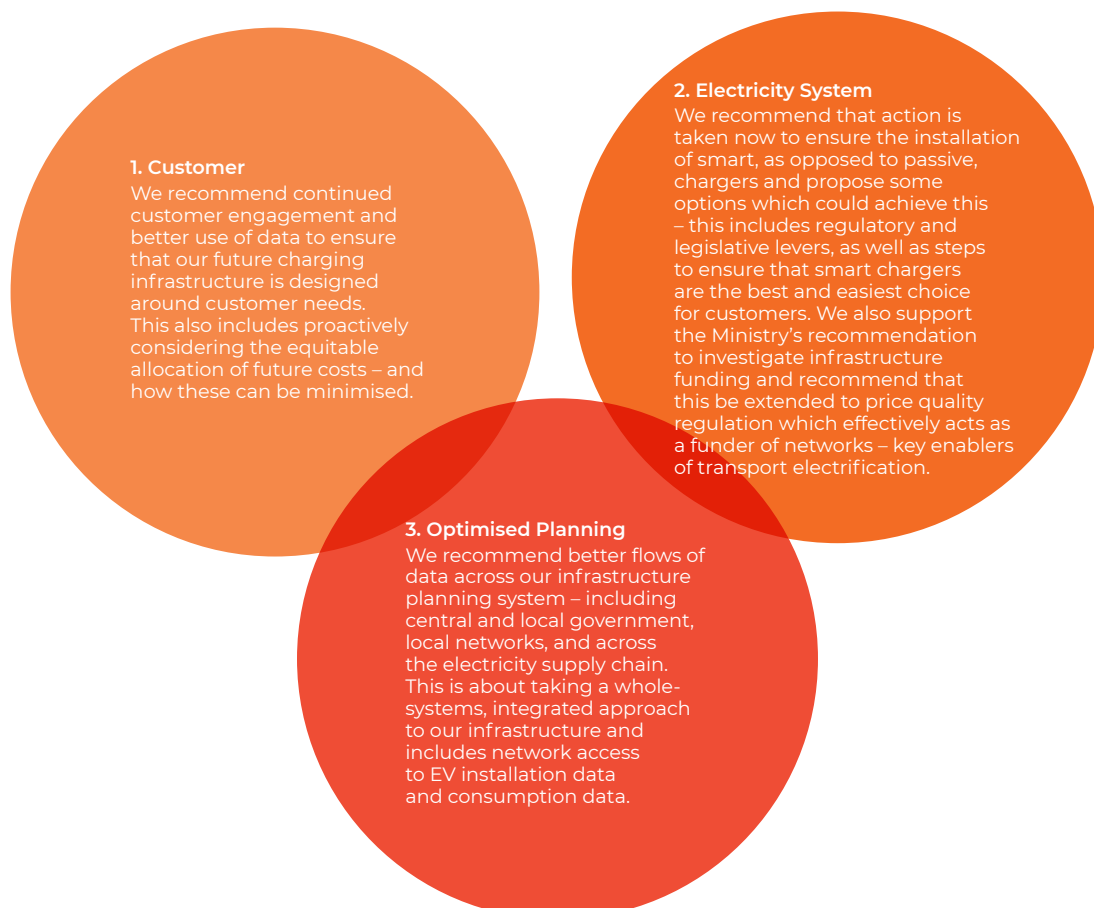 1. Customer
We recommend continued
customer engagement and
better use of data to ensure
that our future charging
infrastructure is designed
around customer needs.
This also includes proactively
considering the equitable
allocation of future costs – and
how these can be minimised.
2. Electricity System
We recommend that action is
taken now to ensure the installation
of smart, as opposed to passive,
chargers and propose some
options which could achieve this
– this includes regulatory and
legislative levers, as well as steps
to ensure that smart chargers
are the best and easiest choice
for customers. We also support
the Ministry’s recommendation
to investigate infrastructure
funding and recommend that
this be extended to price quality
regulation which effectively acts as
a funder of networks – key enablers
of transport electrification.
3. Optimised Planning
We recommend better flows of
data across our infrastructure
planning system – including
central and local government,
local networks, and across
the electricity supply chain.
This is about taking a whole-
systems, integrated approach
to our infrastructure and
includes network access
to EV installation data
and consumption data.